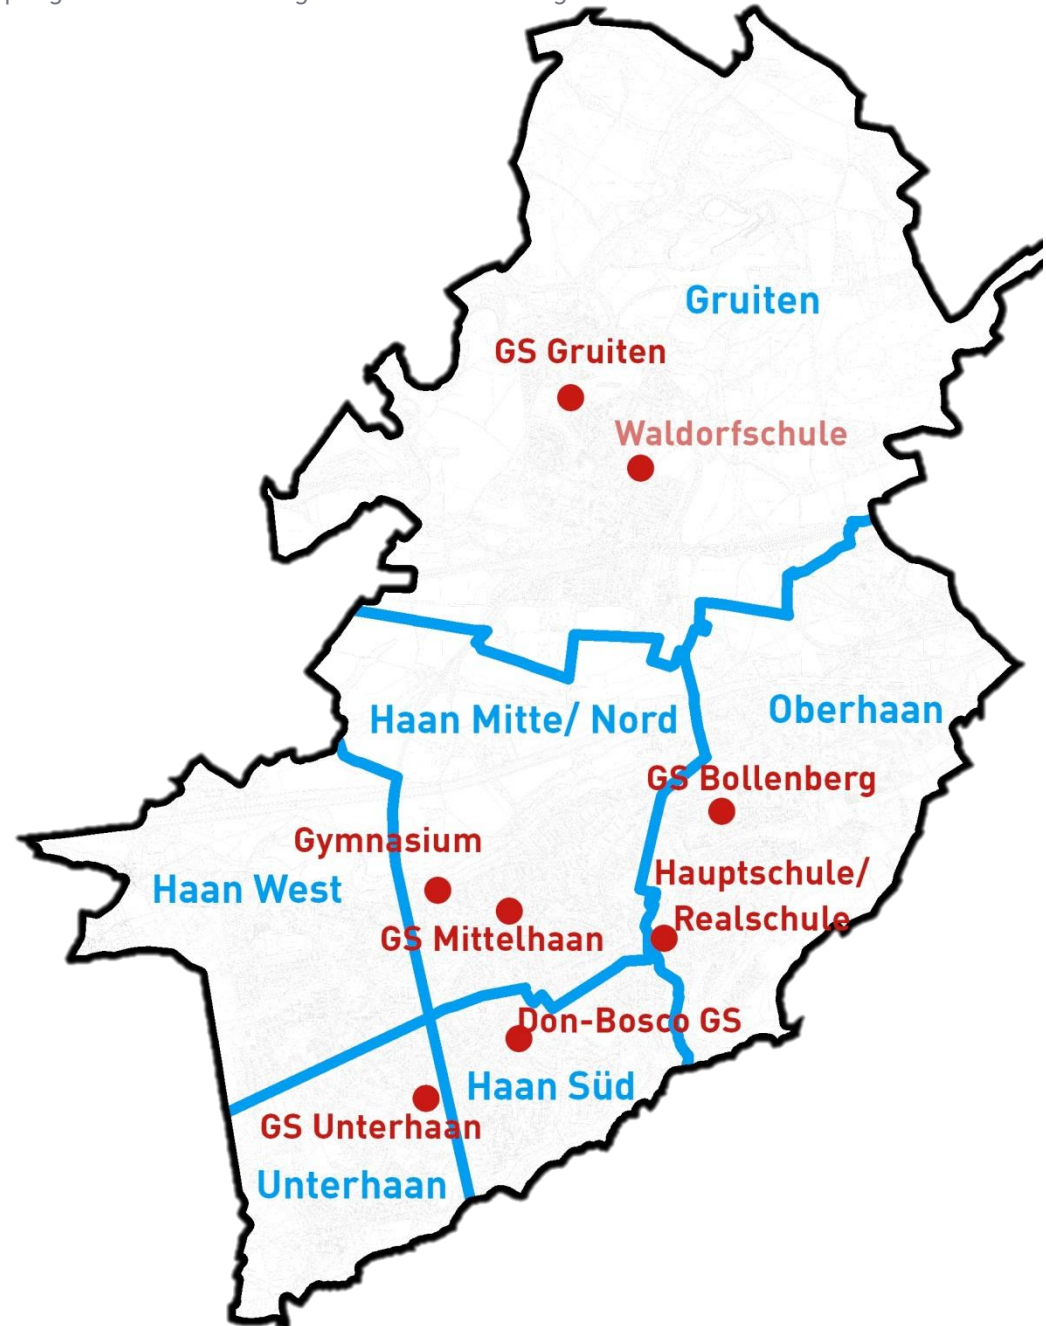 Gruiten
GS Gruiten
Waldorfschule
Haan Mitte/ Nord
Oberhaan
GS Bollenberg
Gymnasium
Haan West
Hauptschule/
Realschule
GS Mittelhaan
Don-Bosco GS
Haan Süd
GS Unterhaan
Unterhaan